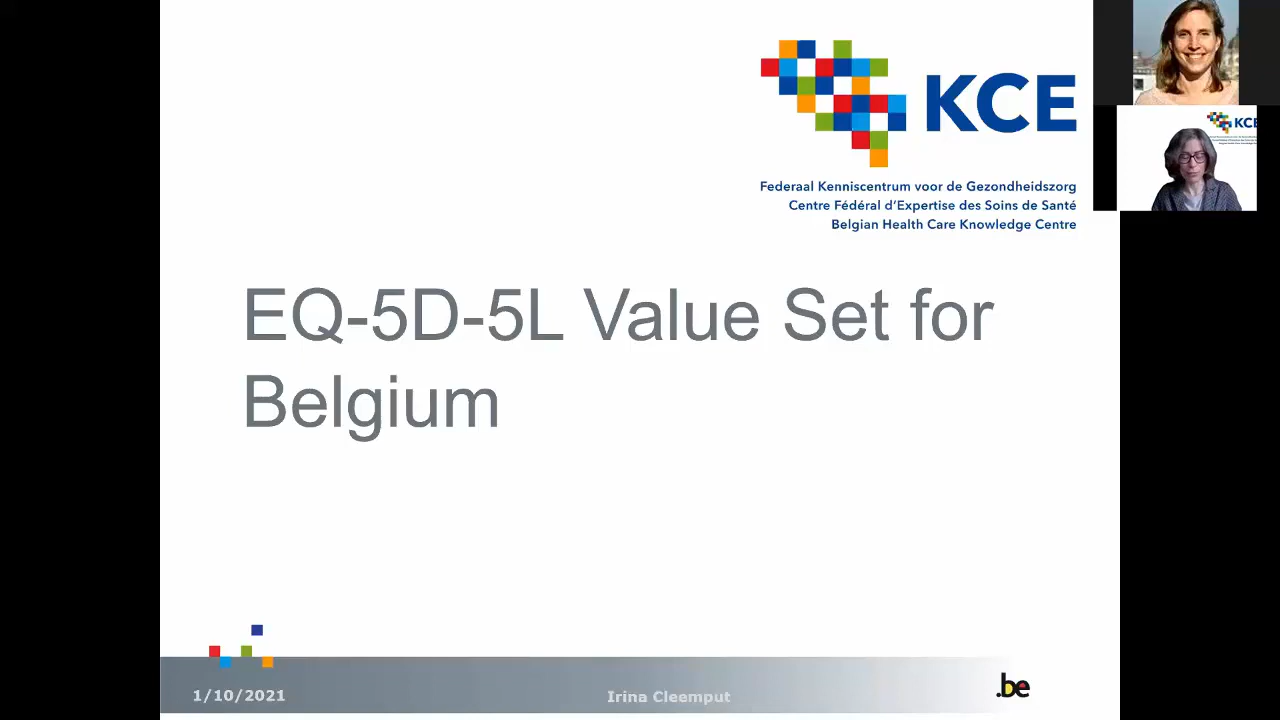 KCE
Federaal Kenniscentrum voor de Gezondheidszorg
Centre Fédéral d'Expertise des Soins de Santé
Belgian Health Care Knowledge Centre
KCE
EQ-5D-5L Value Set for
Belgium
1/10/2021
Irina Cleemput
.be